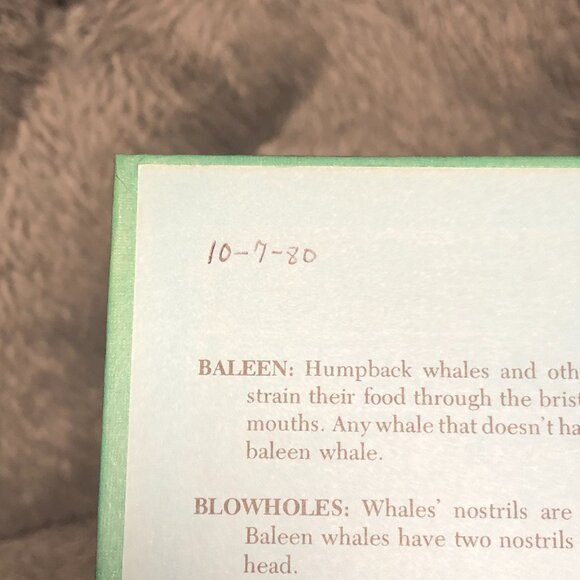 10-7-80
BALEEN: Humpback whales and oth
strain their food through the brist
mouths. Any whale that doesn't ha
baleen whale.
BLOWHOLES: Whales' nostrils are
Baleen whales have two nostrils
head.